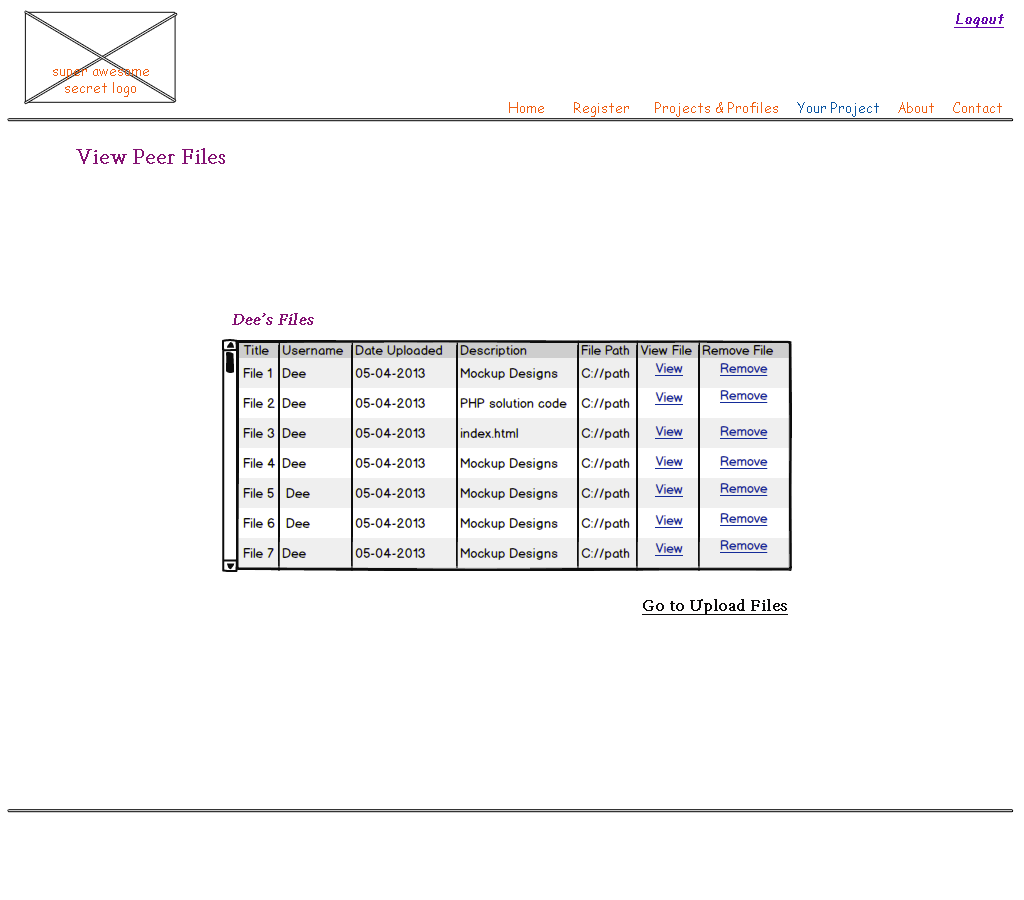 Logout
super awesome
secret logo
Home Register Projects & Profiles Your Project About Contact
View Peer Files
Dee's Files
Title Username Date Uploaded Description File Path View File Remove File
File 1 Dee 05-04-2013 Mockup Designs C://path View Remove
File 2 Dee 05-04-2013 PHP solution code C://path View Remove
File 3 Dee 05-04-2013 index.html C://path View Remove
File 4 Dee 05-04-2013 Mockup Designs C://path View Remove
File 5 Dee 05-04-2013 Mockup Designs C://path View Remove
File 6 Dee 05-04-2013 Mockup Designs C://path View Remove
File 7 Dee 05-04-2013 Mockup Designs C://path View Remove
Go to Upload Files